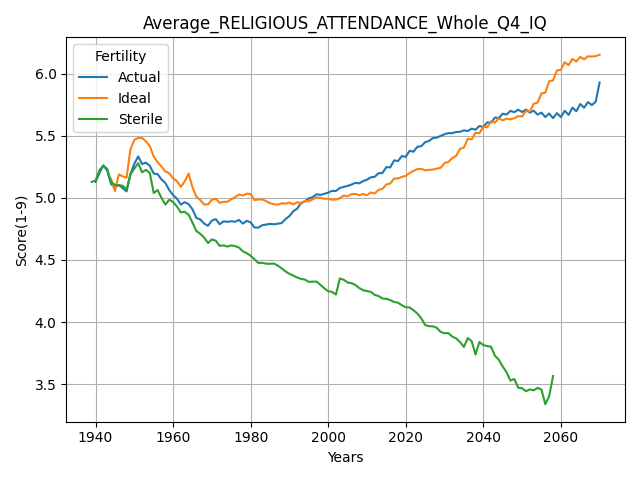 Average_RELIGIOUS_ATTENDANCE_Whole_Q4_IQ
Fertility
Actual
Ideal
Sterile
Score(1-9)
6.0
5.5
5.0
4.5
4.0
3.5
1940 1960 1980 2000 2020 2040 2060
Years